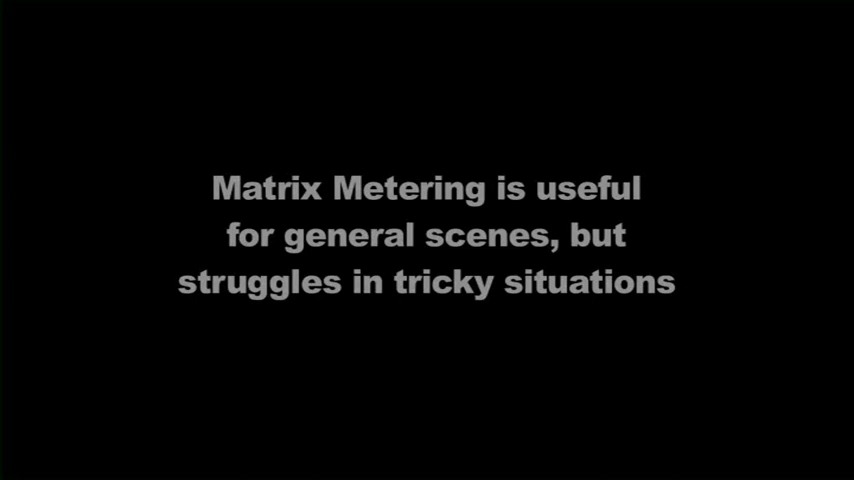 Matrix Metering is useful
for general scenes, but
struggles in tricky situations